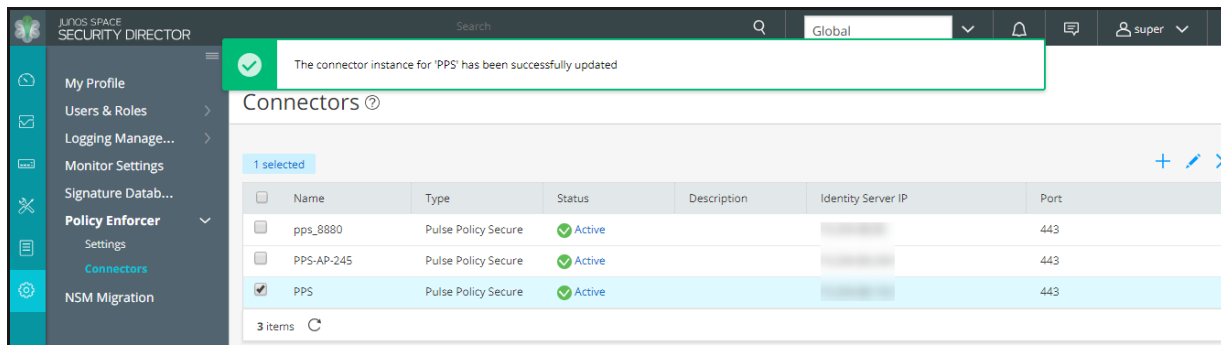 JUNOS SPACE
SECURITY DIRECTOR
Search
Global
super
The connector instance for 'PPS' has been successfully updated
My Profile
Users & Roles
Logging Manage...
Monitor Settings
Signature Datab...
Policy Enforcer
Settings
Connectors
NSM Migration
Connectors
1 selected
Name Type Status Description Identity Server IP Port
pps_8880 Pulse Policy Secure Active 443
PPS-AP-245 Pulse Policy Secure Active 443
PPS Pulse Policy Secure Active 443
3 items